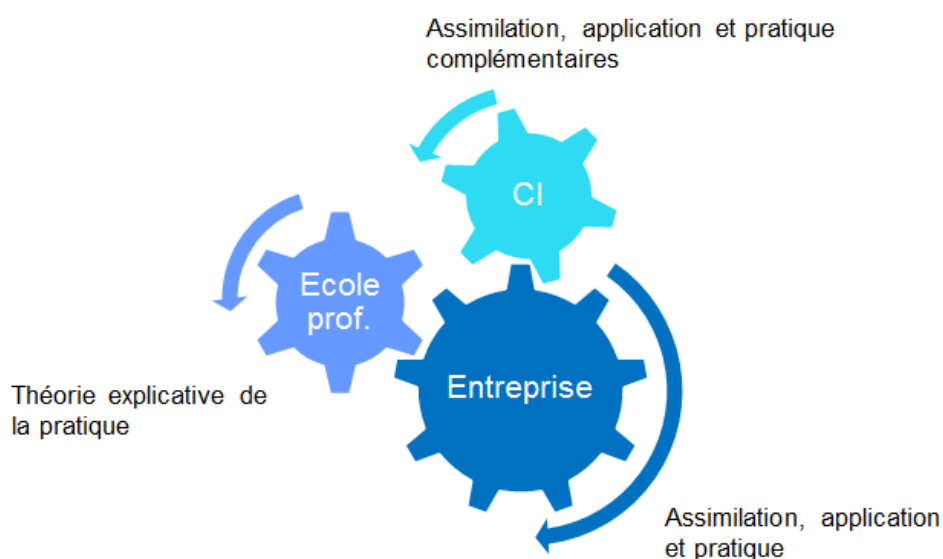 Assimilation, application et pratique
complémentaires
CI
Ecole
prof.
Entreprise
Théorie explicative de
la pratique
Assimilation, application
et pratique